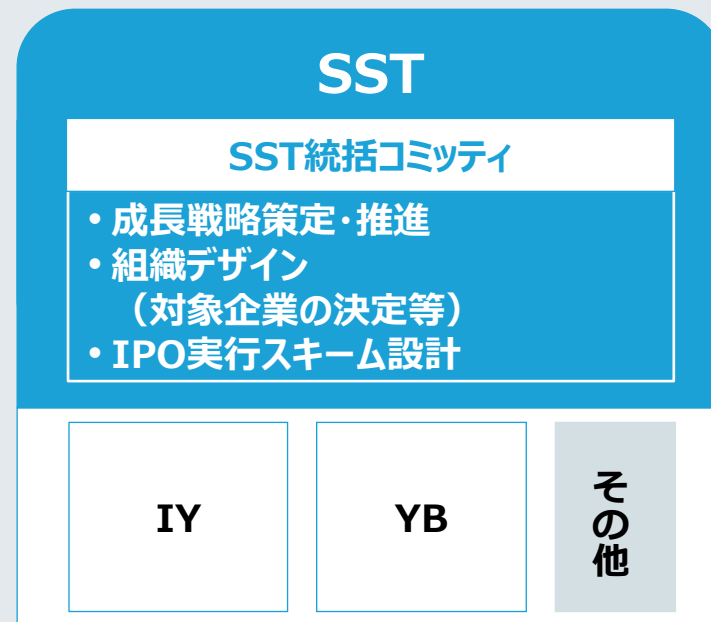 SST
SST統括コミッティ
•成長戦略策定･推進
•組織デザイン
（対象企業の決定等）
•IPO実行スキーム設計
IY
YB
その他